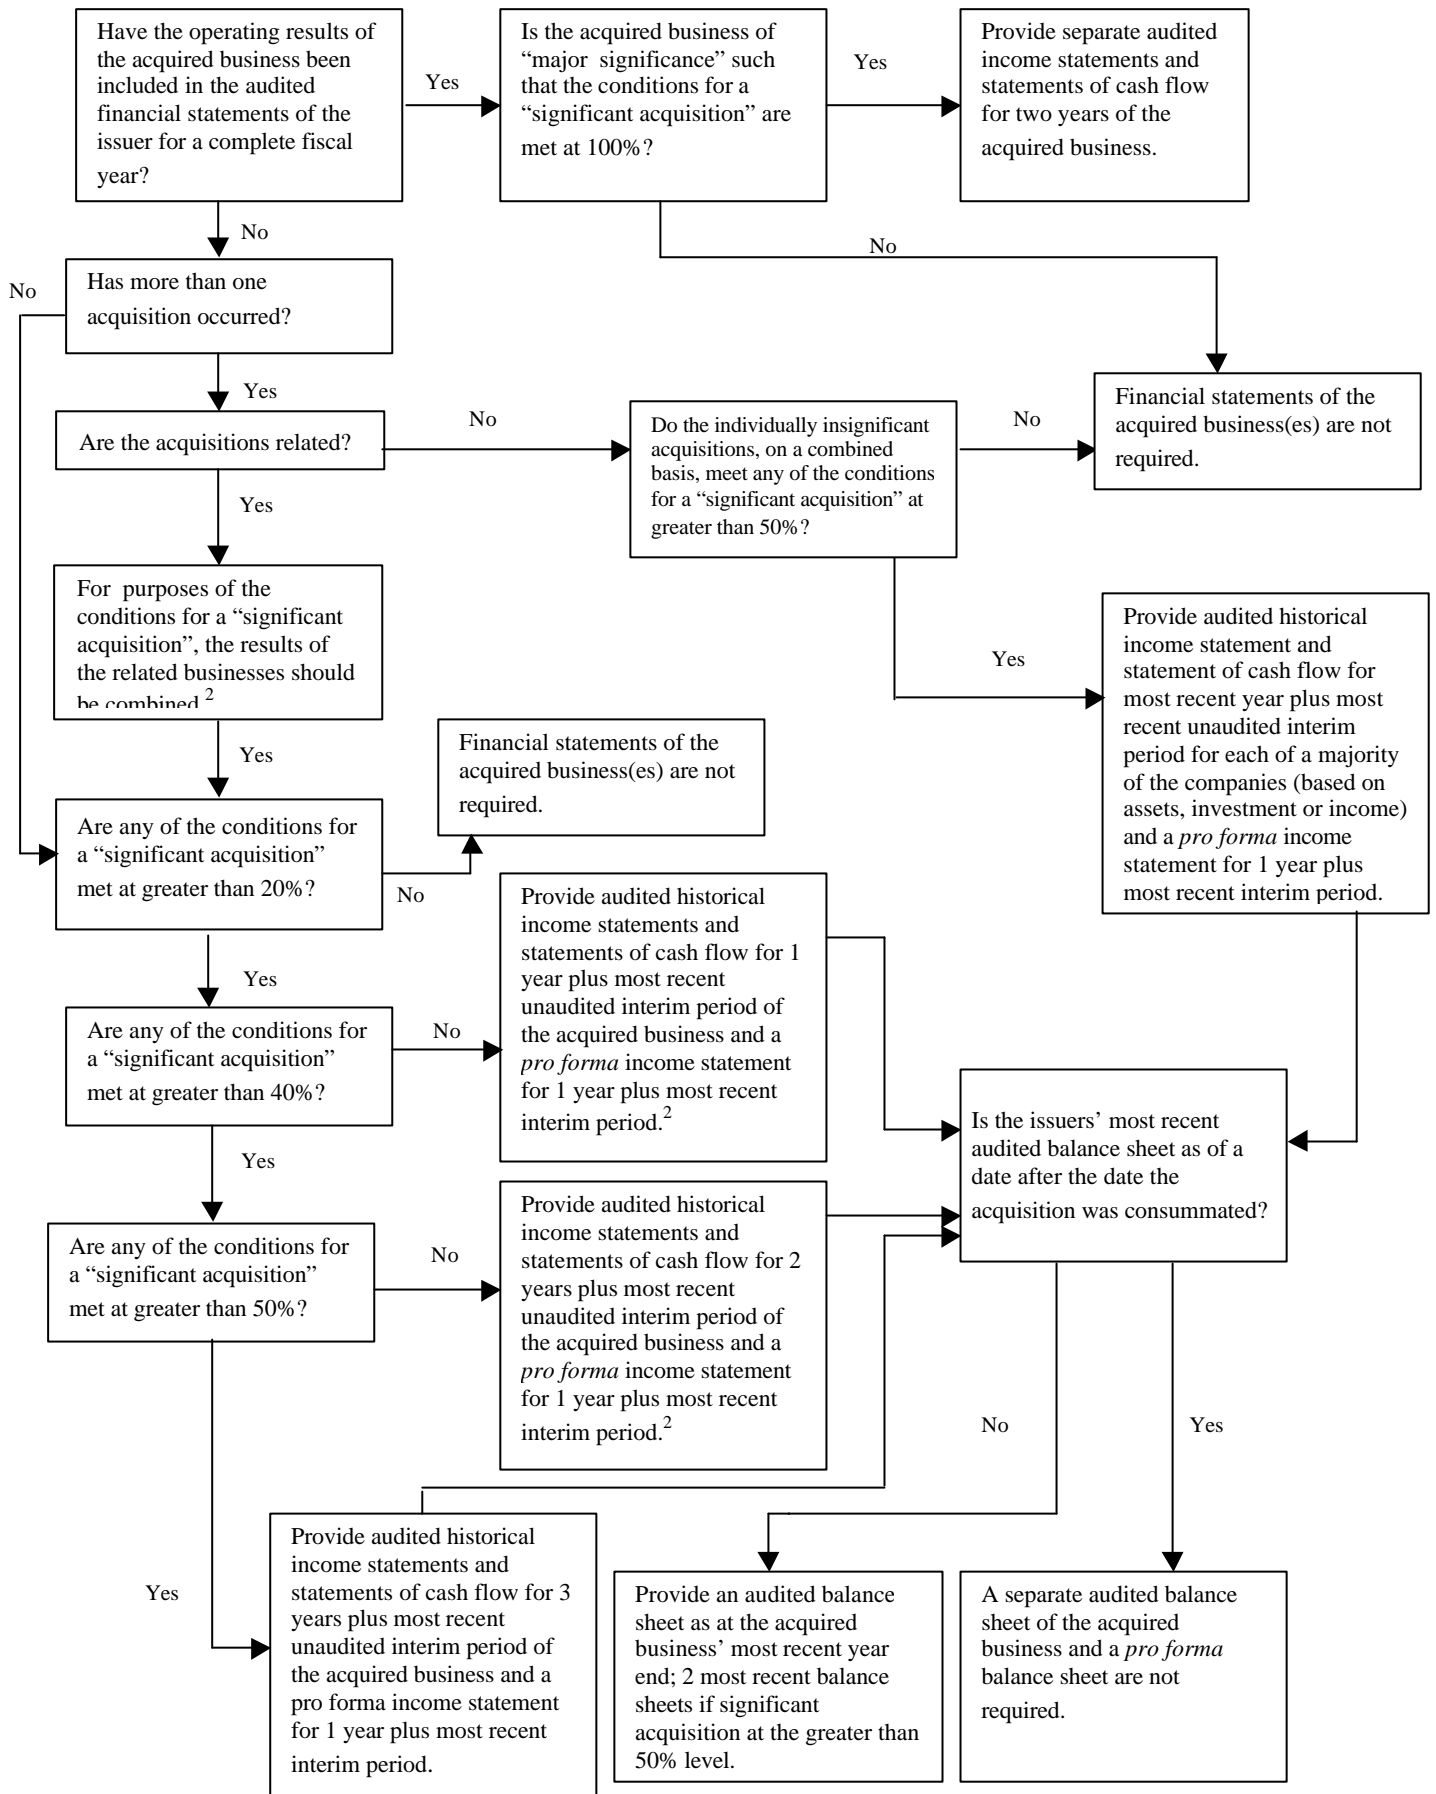 Have the operating results of
the acquired business been
included in the audited
financial statements of the
issuer for a complete fiscal
year?
Yes
Is the acquired business of
“major significance” such
that the conditions for a
“significant acquisition” are
met at 100%?
Yes
Provide separate audited
income statements and
statements of cash flow
for two years of the
acquired business.
No
No
No
Has more than one
acquisition occurred?
Yes
Are the acquisitions related?
No
Do the individually insignificant
acquisitions, on a combined
basis, meet any of the conditions
for a “significant acquisition” at
greater than 50%?
No
Financial statements of the
acquired business(es) are not
required.
Yes
For purposes of the
conditions for a “significant
acquisition”, the results of
the related businesses should
be combined.2
Yes
Provide audited historical
income statement and
statement of cash flow for
most recent year plus most
recent unaudited interim
period for each of a majority
of the companies (based on
assets, investment or income)
and a pro forma income
statement for 1 year plus
most recent interim period.
Yes
Financial statements of the
acquired business(es) are not
required.
Are any of the conditions for
a “significant acquisition”
met at greater than 20%?
No
Provide audited historical
income statements and
statements of cash flow for 1
year plus most recent
unaudited interim period of
the acquired business and a
pro forma income statement
for 1 year plus most recent
interim period.2
Yes
Are any of the conditions for
a “significant acquisition”
met at greater than 40%?
No
Is the issuers’ most recent
audited balance sheet as of a
date after the date the
acquisition was consummated?
Yes
Provide audited historical
income statements and
statements of cash flow for 2
years plus most recent
unaudited interim period of
the acquired business and a
pro forma income statement
for 1 year plus most recent
interim period.2
Are any of the conditions for
a “significant acquisition”
met at greater than 50%?
No
No
Yes
Yes
Provide audited historical
income statements and
statements of cash flow for 3
years plus most recent
unaudited interim period of
the acquired business and a
pro forma income statement
for 1 year plus most recent
interim period.
Provide an audited balance
sheet as at the acquired
business’ most recent year
end; 2 most recent balance
sheets if significant
acquisition at the greater than
50% level.
A separate audited balance
sheet of the acquired
business and a pro forma
balance sheet are not
required.